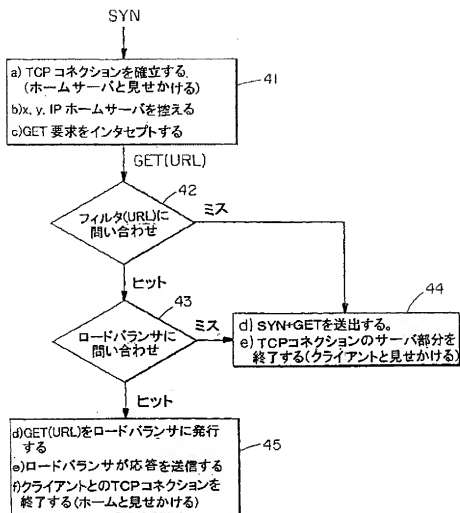 SYN
a) TCPコネクションを確立する
(ホームサーバと見せかける)
b)x, y, IP ホームサーバを控える
c)GET 要求をインタセプトする
41
GET(URL)
42
フィルタ(URL)に
問い合わせ
ミス
ヒット
43
ロードバランサに
問い合わせ
ミス
44
d) SYN+GETを送出する。
e) TCPコネクションのサーバ部分を
終了する(クライアントと見せかける)
ヒット
d)GET(URL)をロードバランサに発行
する
e)ロードバランサが応答を送信する
f)クライアントとのTCPコネクションを
終了する(ホームと見せかける)
45